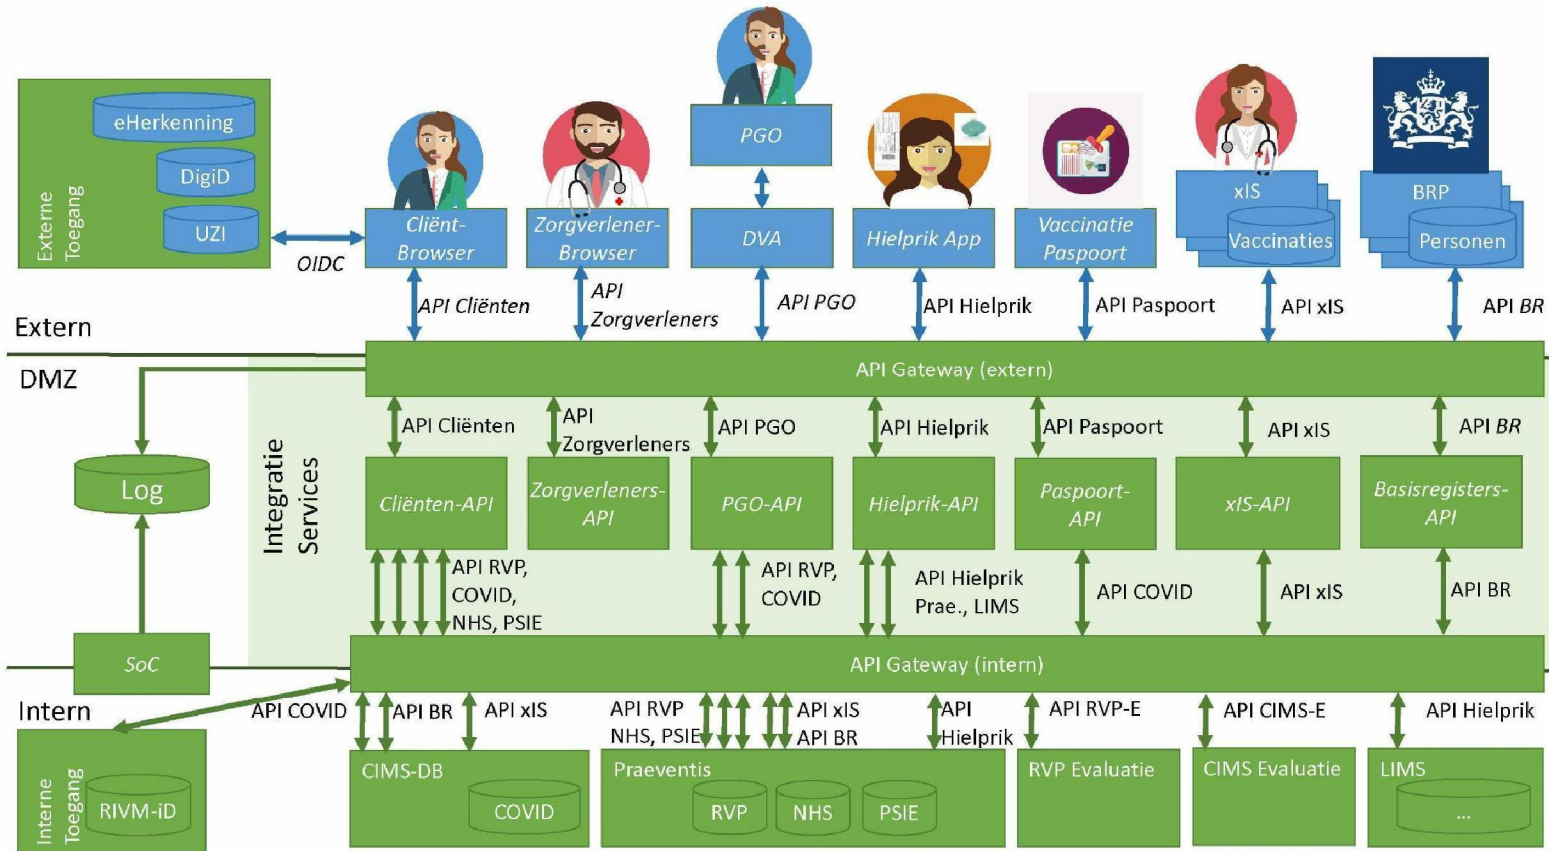 PGO
eHerkenning
DigiD
UZI
Externe
Toegang
OIDC
Cliënt-
Browser
Zorgverlener-
Browser
DVA
Hielprik App
Vaccinatie
Paspoort
xIS
Vaccinaties
BRP
Personen
API Cliënten
API
Zorgverleners
API PGO
API Hielprik
API Paspoort
API xIS
API BR
Extern
API Gateway (extern)
DMZ
Integratie
Services
API Cliënten
API
Zorgverleners
API PGO
API Hielprik
API Paspoort
API xIS
API BR
Log
Cliënten-API
Zorgverleners-
API
PGO-API
Hielprik-API
Paspoort-
API
xIS-API
Basisregisters-
API
API RVP,
COVID,
NHS, PSIE
API RVP,
COVID
API Hielprik
Prae., LIMS
API COVID
API xIS
API BR
SoC
API Gateway (intern)
Intern
API COVID
API BR
API xIS
API RVP
NHS, PSIE
API xIS
API BR
API
Hielprik
API RVP-E
API CIMS-E
API Hielprik
Interne
Toegang
RIVM-iD
CIMS-DB
COVID
Praeventis
RVP
NHS
PSIE
RVP Evaluatie
CIMS Evaluatie
LIMS
...